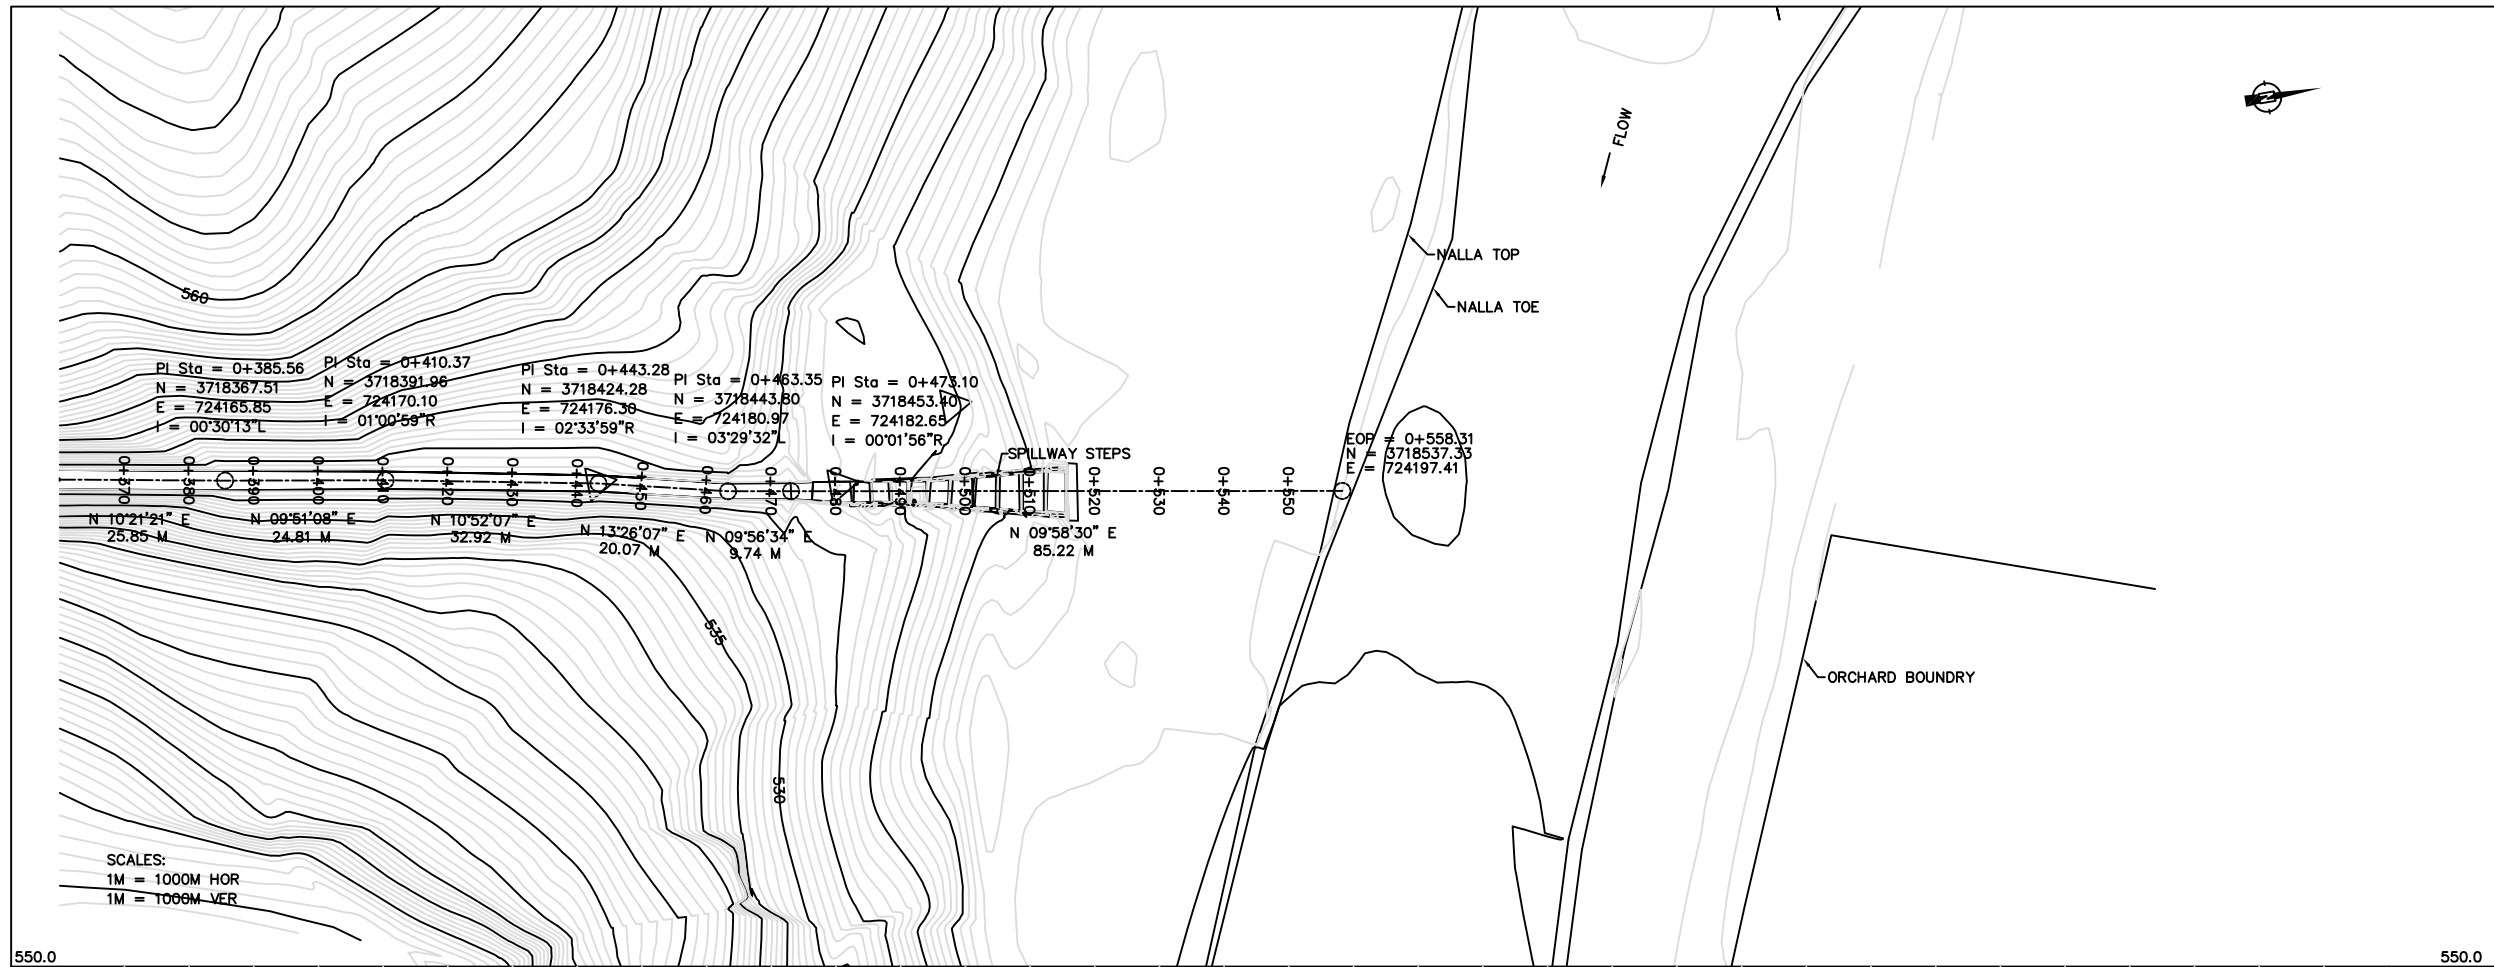 FLOW
NALLA TOP
NALLA TOE
560
PI Sta = 0+385.56
N = 3718367.51
E = 724165.85
I = 00°30'13"L
PI Sta = 0+410.37
N = 3718391.96
E = 724170.10
I = 01°00'59"R
PI Sta = 0+443.28
N = 3718424.28
E = 724176.30
I = 02°33'59"R
PI Sta = 0+463.35
N = 3718443.80
E = 724180.97
I = 03°29'32"L
PI Sta = 0+473.10
N = 3718453.40
E = 724182.65
I = 00°01'56"R
EOP = 0+558.31
N = 3718537.33
E = 724197.41
SPILLWAY STEPS
0+370
0+380
0+390
0+400
0+410
0+420
0+430
0+440
0+450
0+460
0+470
0+480
0+490
0+500
0+510
0+520
0+530
0+540
0+550
N 10°21'21" E
25.85 M
N 09°51'08" E
24.81 M
N 10°52'07" E
32.92 M
N 13°26'07" E
20.07 M
N 09°56'34" E
9.74 M
N 09°58'30" E
85.22 M
535
ORCHARD BOUNDRY
530
SCALES:
1M = 1000M HOR
1M = 1000M VER
550.0
550.0